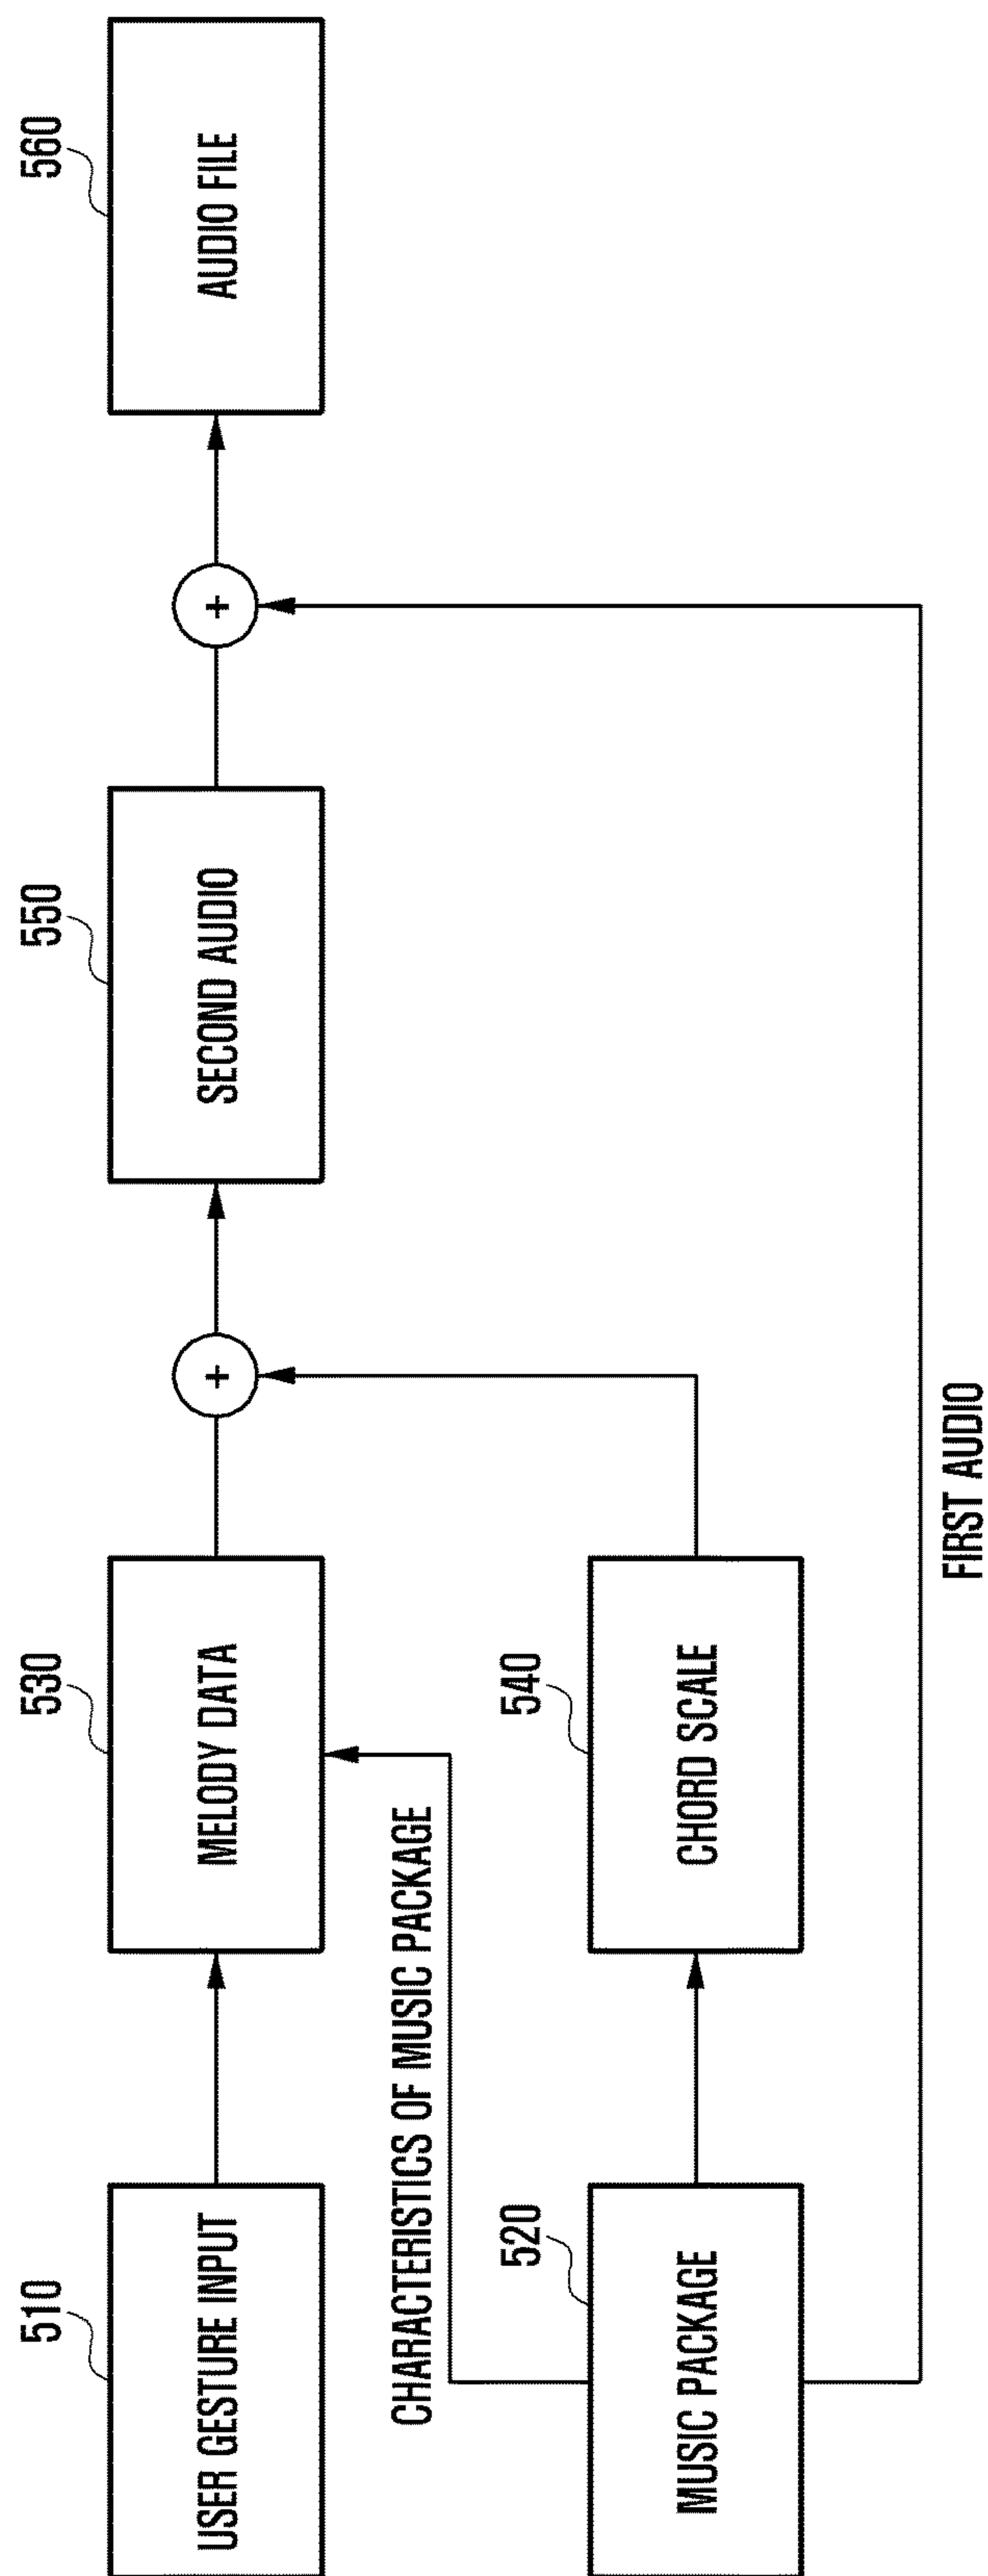 510
USER GESTURE INPUT
530
MELODY DATA
550
SECOND AUDIO
560
AUDIO FILE
CHARACTERISTICS OF MUSIC PACKAGE
520
MUSIC PACKAGE
540
CHORD SCALE
FIRST AUDIO
+
+